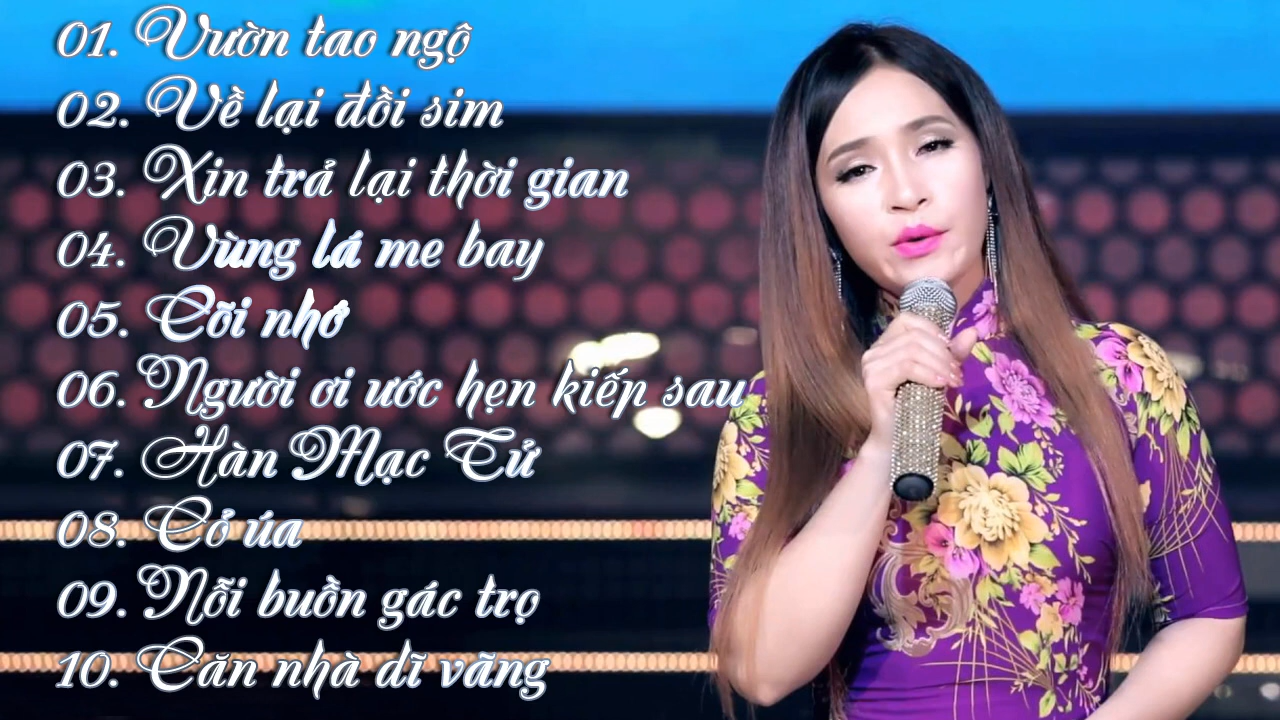 01. Vườn tao ngộ
02. Về lại đồi sim
03. Xin trả lại thời gian
04. Vùng lá me bay
05. Cõi nhớ
06. Người ơi ước hẹn kiếp sau
07. Hàn Mạc Tử
08. Cỏ úa
09. Nỗi buồn gác trọ
10. Căn nhà dĩ vãng